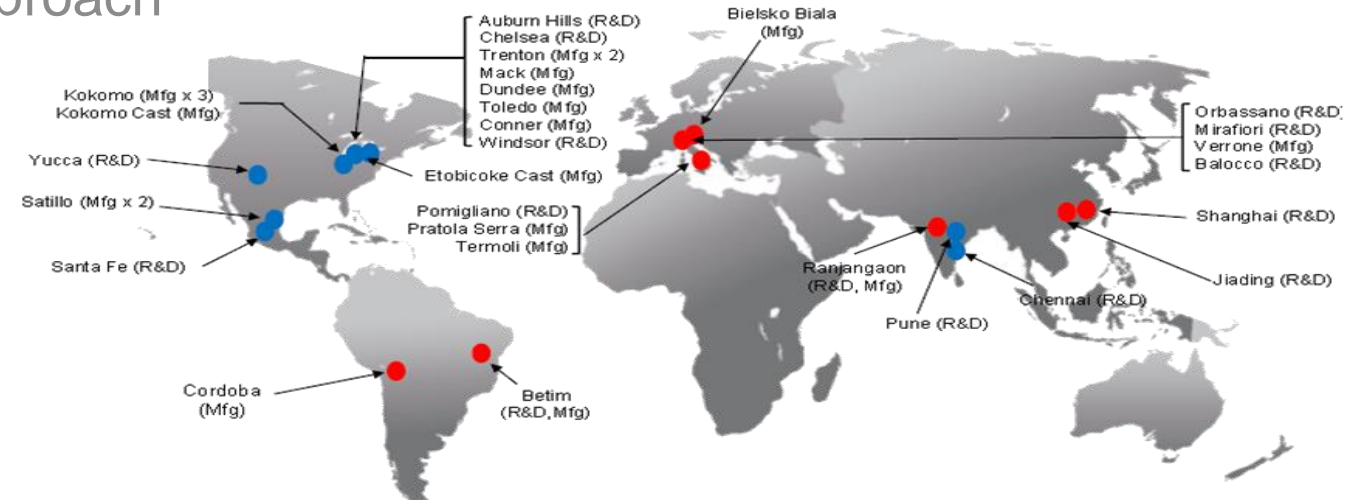 proach
Bielsko Biala
(Mfg)
Auburn Hills (R&D)
Chelsea (R&D)
Trenton (Mfg x 2)
Mack (Mfg)
Dundee (Mfg)
Toledo (Mfg)
Conner (Mfg)
Windsor (R&D)
Kokomo (Mfg x 3)
Kokomo Cast (Mfg)
Yucca (R&D)
Etobicoke Cast (Mfg)
Satillo (Mfg x 2)
Santa Fe (R&D)
Pomigliano (R&D)
Pratola Serra (Mfg)
Termoli (Mfg)
Orbassano (R&D)
Mirafiori (R&D)
Verrone (Mfg)
Balocco (R&D)
Shanghai (R&D)
Jiading (R&D)
Ranjangaon
(R&D, Mfg)
Chennai (R&D)
Pune (R&D)
Cordoba
(Mfg)
Betim
(R&D,Mfg)